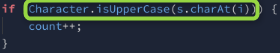 if (Character.isUpperCase(s.charAt(i))) {
count++;
}